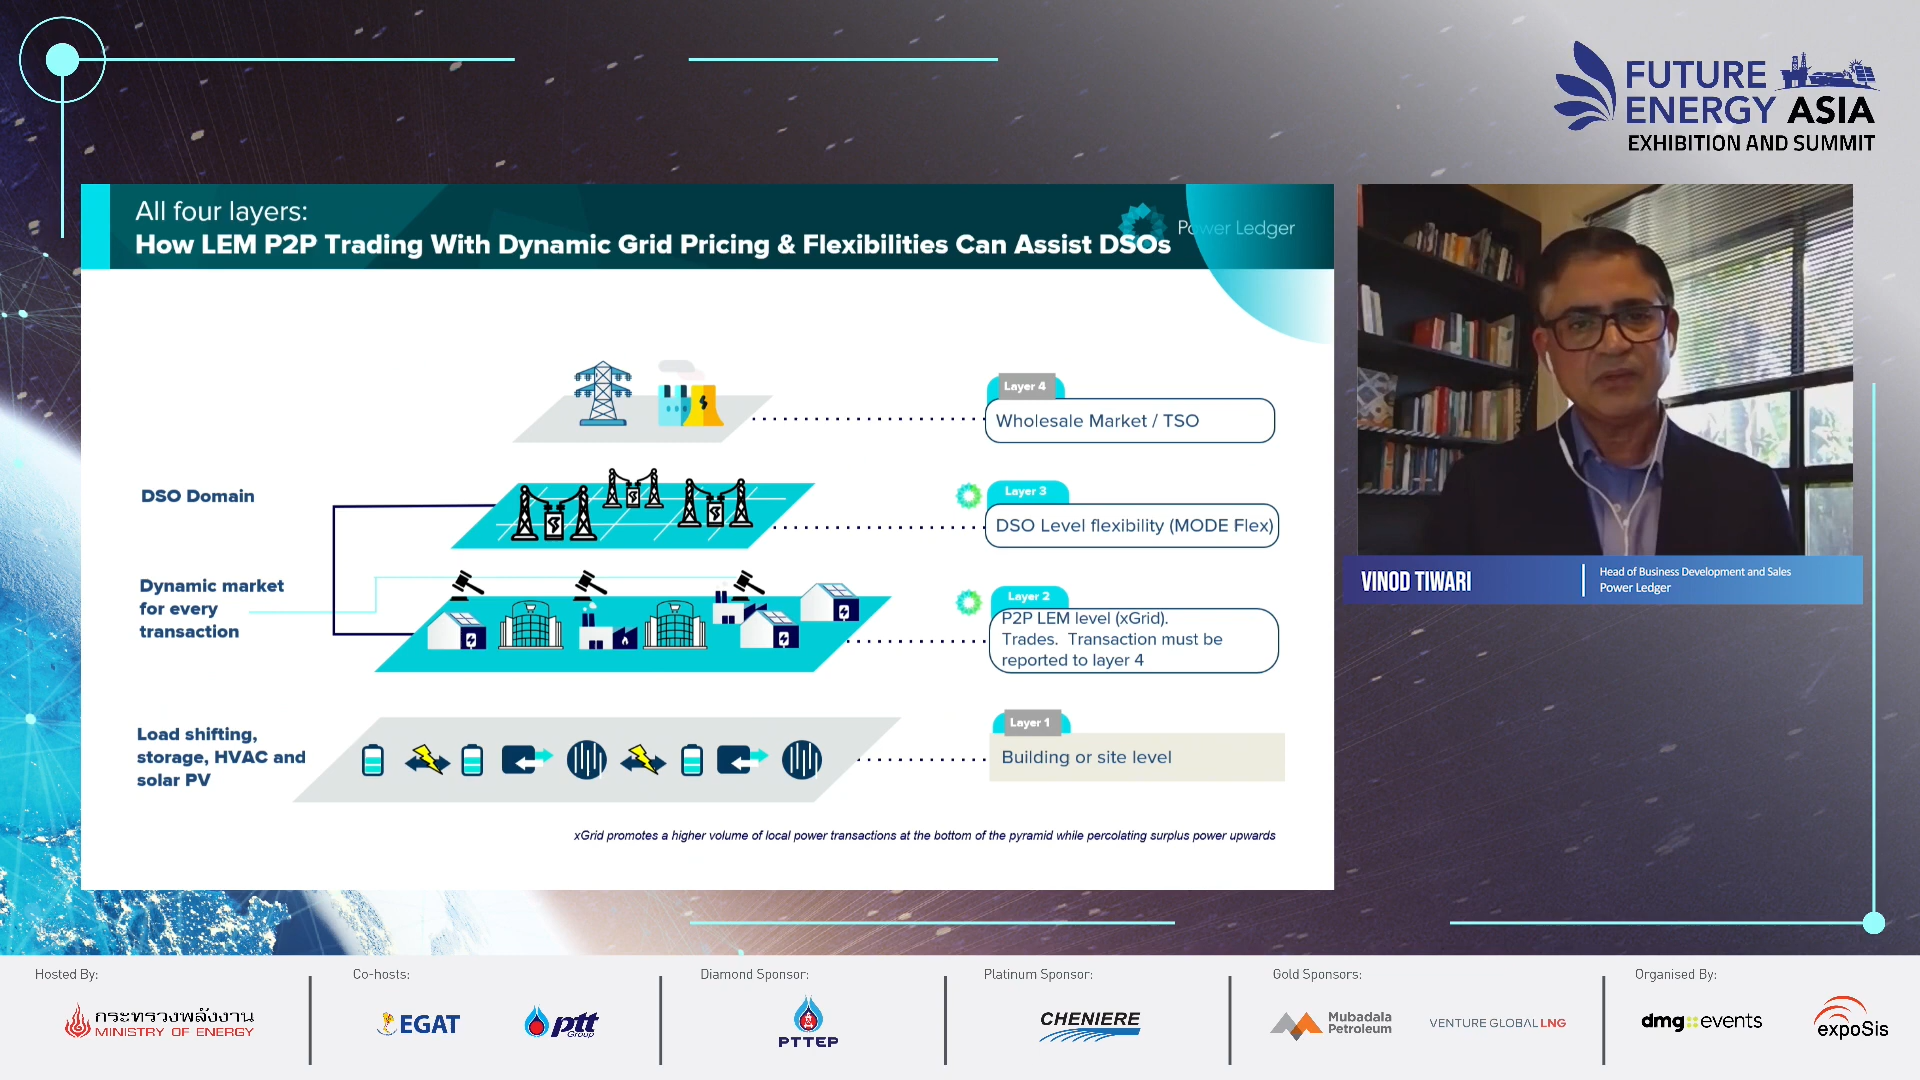 FUTURE
ENERGY ASIA
EXHIBITION AND SUMMIT
All four layers:
How LEM P2P Trading With Dynamic Grid Pricing & Flexibilities Can Assist DSOs
Power Ledger
Layer 4
Wholesale Market / TSO
DSO Domain
Layer 3
DSO Level flexibility (MODE Flex)
Dynamic market
for every
transaction
Layer 2
P2P LEM level (xGrid).
Trades. Transaction must be
reported to layer 4
Load shifting,
storage, HVAC and
solar PV
Layer 1
Building or site level
xGrid promotes a higher volume of local power transactions at the bottom of the pyramid while percolating surplus power upwards
VINOD TIWARI
Head of Business Development and Sales
Power Ledger
Hosted By:
กระทรวงพลังงาน
MINISTRY OF ENERGY
Co-hosts:
EGAT
ptt
Group
Diamond Sponsor:
PTTEP
Platinum Sponsor:
CHENIERE
Gold Sponsors:
Mubadala
Petroleum
VENTURE GLOBAL LNG
Organised By:
dmg::events
expoSis